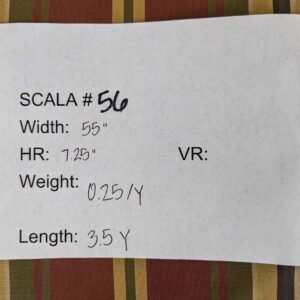 SCALA # 56
Width: 55"
HR: 7.25" VR:
Weight: 0.25/Y
Length: 3.5 Y